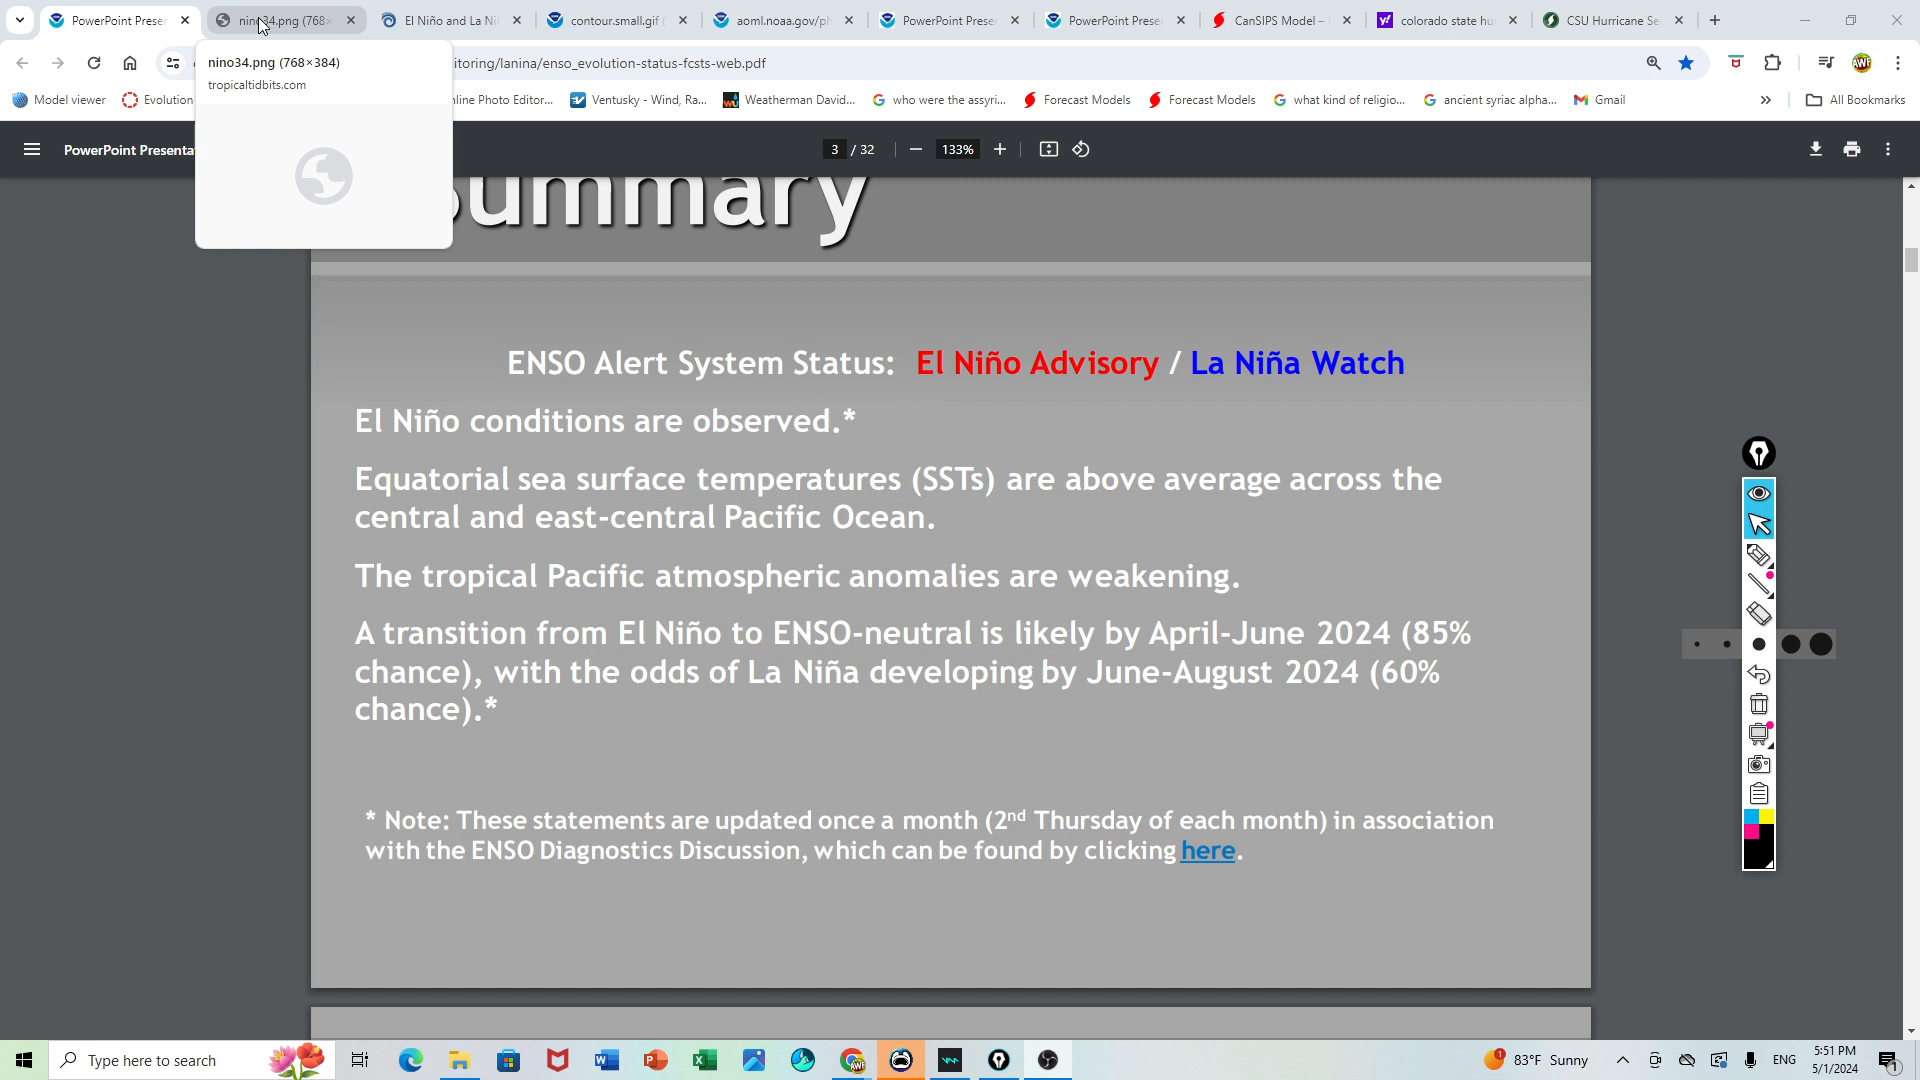 PowerPoint Prese
nino34.png (768×
El Niño and La Ni
contour.small.gif (
aoml.noaa.gov/ph
PowerPoint Prese
PowerPoint Prese
CanSIPS Model –
colorado state hu
CSU Hurricane Se
itoring/lanina/enso_evolution-status-fcsts-web.pdf
nino34.png (768×384)
tropicaltidbits.com
Model viewer
Evolution
line Photo Editor...
Ventusky - Wind, Ra...
Weatherman David...
who were the assyri...
Forecast Models
Forecast Models
what kind of religio...
ancient syriac alpha...
Gmail
All Bookmarks
PowerPoint Presenta
3 / 32
133%
Summary
ENSO Alert System Status: El Niño Advisory / La Niña Watch
El Niño conditions are observed.*
Equatorial sea surface temperatures (SSTs) are above average across the
central and east-central Pacific Ocean.
The tropical Pacific atmospheric anomalies are weakening.
A transition from El Niño to ENSO-neutral is likely by April-June 2024 (85%
chance), with the odds of La Niña developing by June-August 2024 (60%
chance).*
* Note: These statements are updated once a month (2nd Thursday of each month) in association
with the ENSO Diagnostics Discussion, which can be found by clicking here.
Type here to search
83°F Sunny
ENG
5:51 PM
5/1/2024